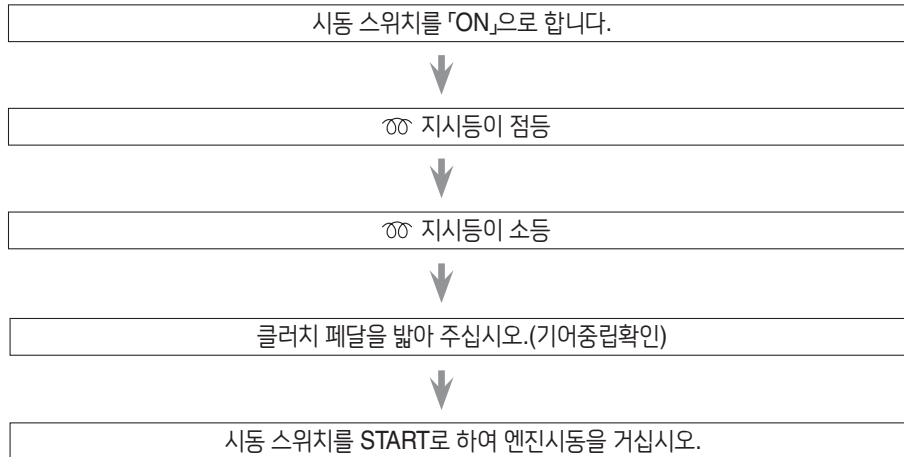 시동 스위치를 「ON」으로 합니다.
지시등이 점등
지시등이 소등
클러치 페달을 밟아 주십시오.(기어중립확인)
시동 스위치를 START로 하여 엔진시동을 거십시오.